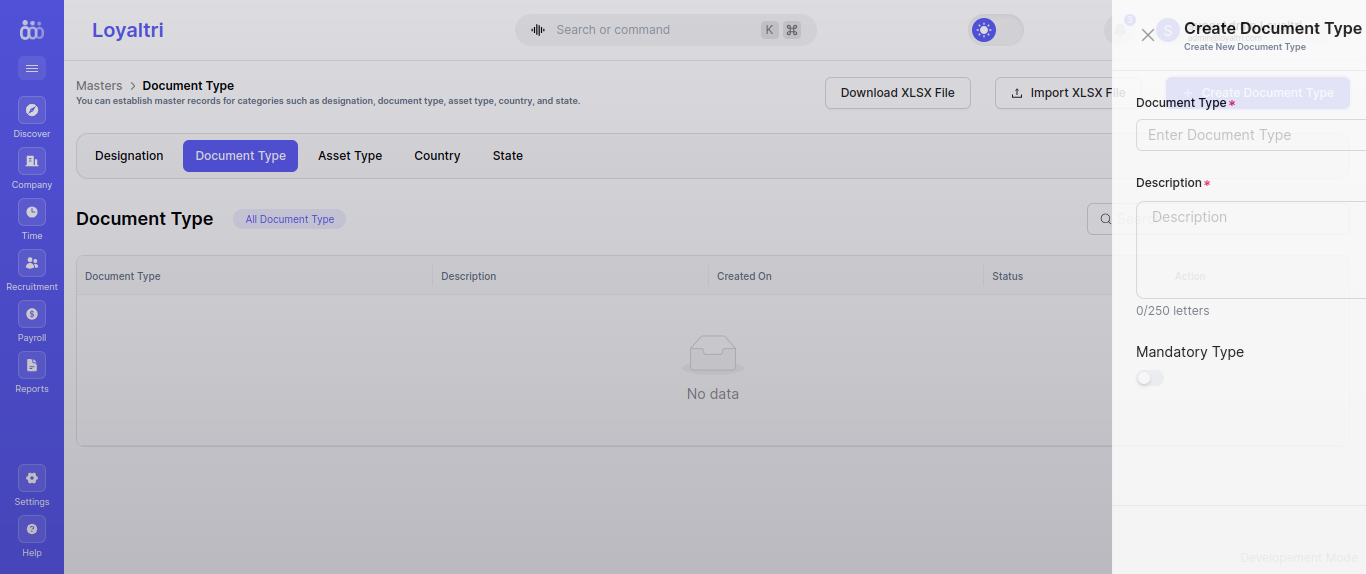 Loyaltri
Search or command
K ⌘
3
S
Create Document Type
Create New Document Type
Discover
Company
Time
Recruitment
Payroll
Reports
Settings
Help
Masters > Document Type
You can establish master records for categories such as designation, document type, asset type, country, and state.
Download XLSX File
Import XLSX File
Create Document Type
Designation
Document Type
Asset Type
Country
State
Document Type
All Document Type
Document Type
Description
Created On
Status
Action
No data
Document Type *
Enter Document Type
Description *
Description
0/250 letters
Mandatory Type
Developement Mode